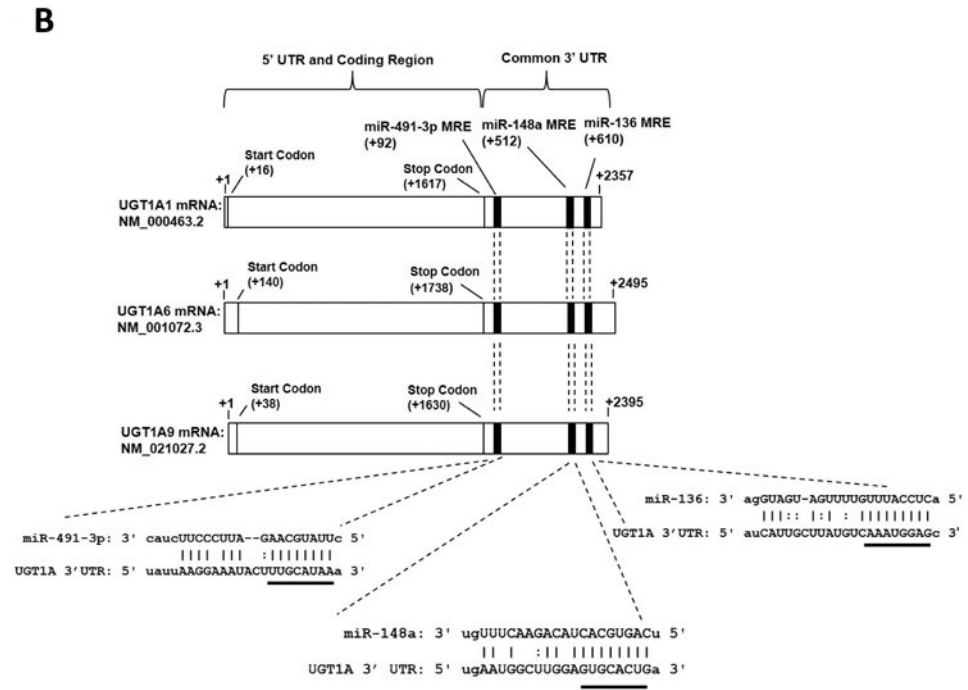 B
5' UTR and Coding Region
Common 3' UTR
miR-491-3p MRE
(+92)
miR-148a MRE
(+512)
miR-136 MRE
(+610)
Start Codon
(+16)
Stop Codon
(+1617)
+1
+2357
UGT1A1 mRNA:
NM_000463.2
Start Codon
(+140)
Stop Codon
(+1738)
+1
+2495
UGT1A6 mRNA:
NM_001072.3
Start Codon
(+38)
Stop Codon
(+1630)
+1
+2395
UGT1A9 mRNA:
NM_021027.2
miR-136: 3' agGUAGU-AGUUUUGUUUACCUCa 5'
UGT1A 3'UTR: 5' auCAUUGCUUAUGUCAAAUGGAGc 3'
miR-491-3p: 3' caucUUCCCUUA--GAACGUAUUc 5'
UGT1A 3'UTR: 5' uauuAAGGAAAUACUUUGCAUAAa 3'
miR-148a: 3' ugUUUCAAGACAUCACGUGACu 5'
UGT1A 3' UTR: 5' ugAAUGGCUUGGAGUGCACUGa 3'